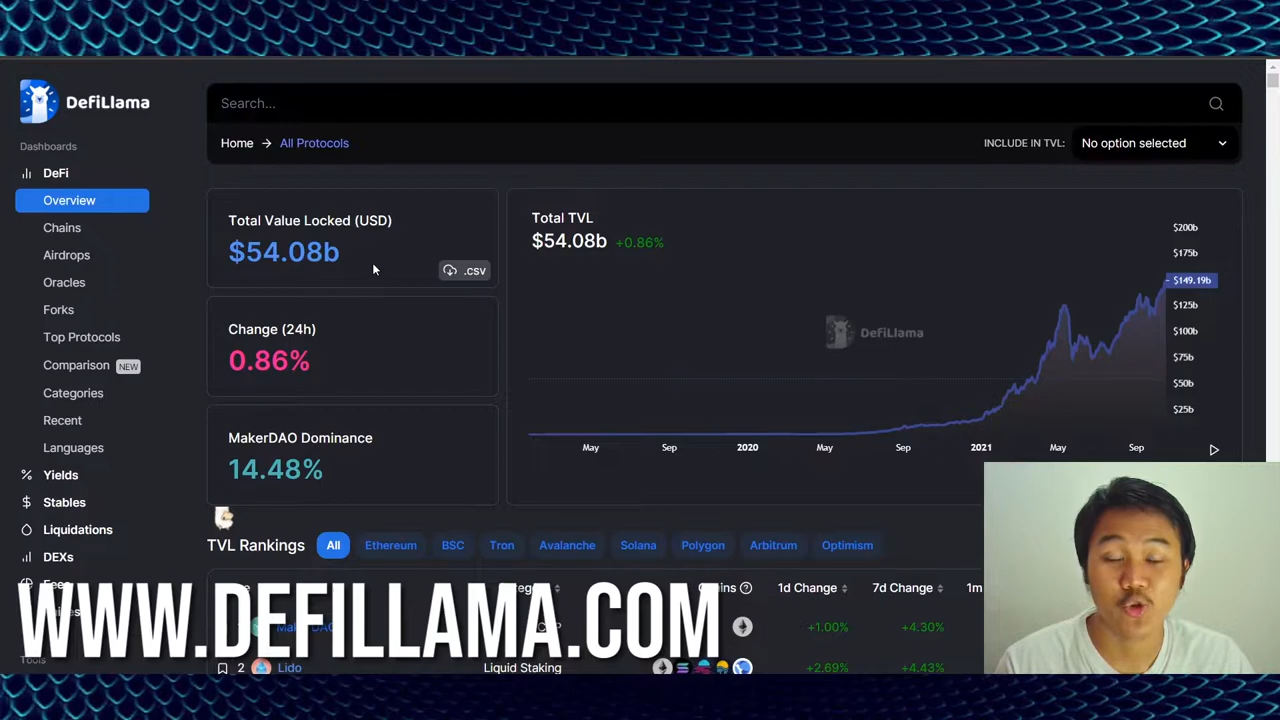 DefiLlama
Search...
Dashboards
Home → All Protocols
INCLUDE IN TVL:
No option selected
DeFi
Overview
Chains
Airdrops
Oracles
Forks
Top Protocols
Comparison NEW
Categories
Recent
Languages
Yields
Stables
Liquidations
DEXs
Total Value Locked (USD)
$54.08b
.csv
Change (24h)
0.86%
MakerDAO Dominance
14.48%
Total TVL
$54.08b +0.86%
$200b
$175b
$149.19b
$125b
$100b
$75b
$50b
$25b
DefiLlama
May Sep 2020 May Sep 2021 May Sep
TVL Rankings
All Ethereum BSC Tron Avalanche Solana Polygon Arbitrum Optimism
1d Change 7d Change 1m
+1.00% +4.30%
2 Lido Liquid Staking +2.69% +4.43%
WWW.DEFILLAMA.COM